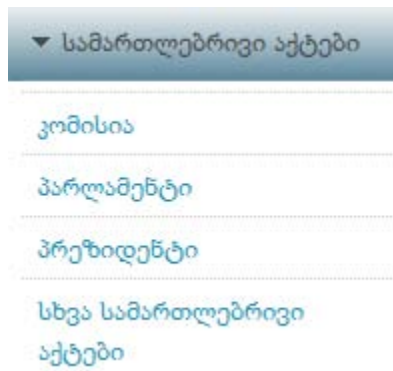 სამართლებრივი აქტები
კომისია
პარლამენტი
პრეზიდენტი
სხვა სამართლებრივი
აქტები